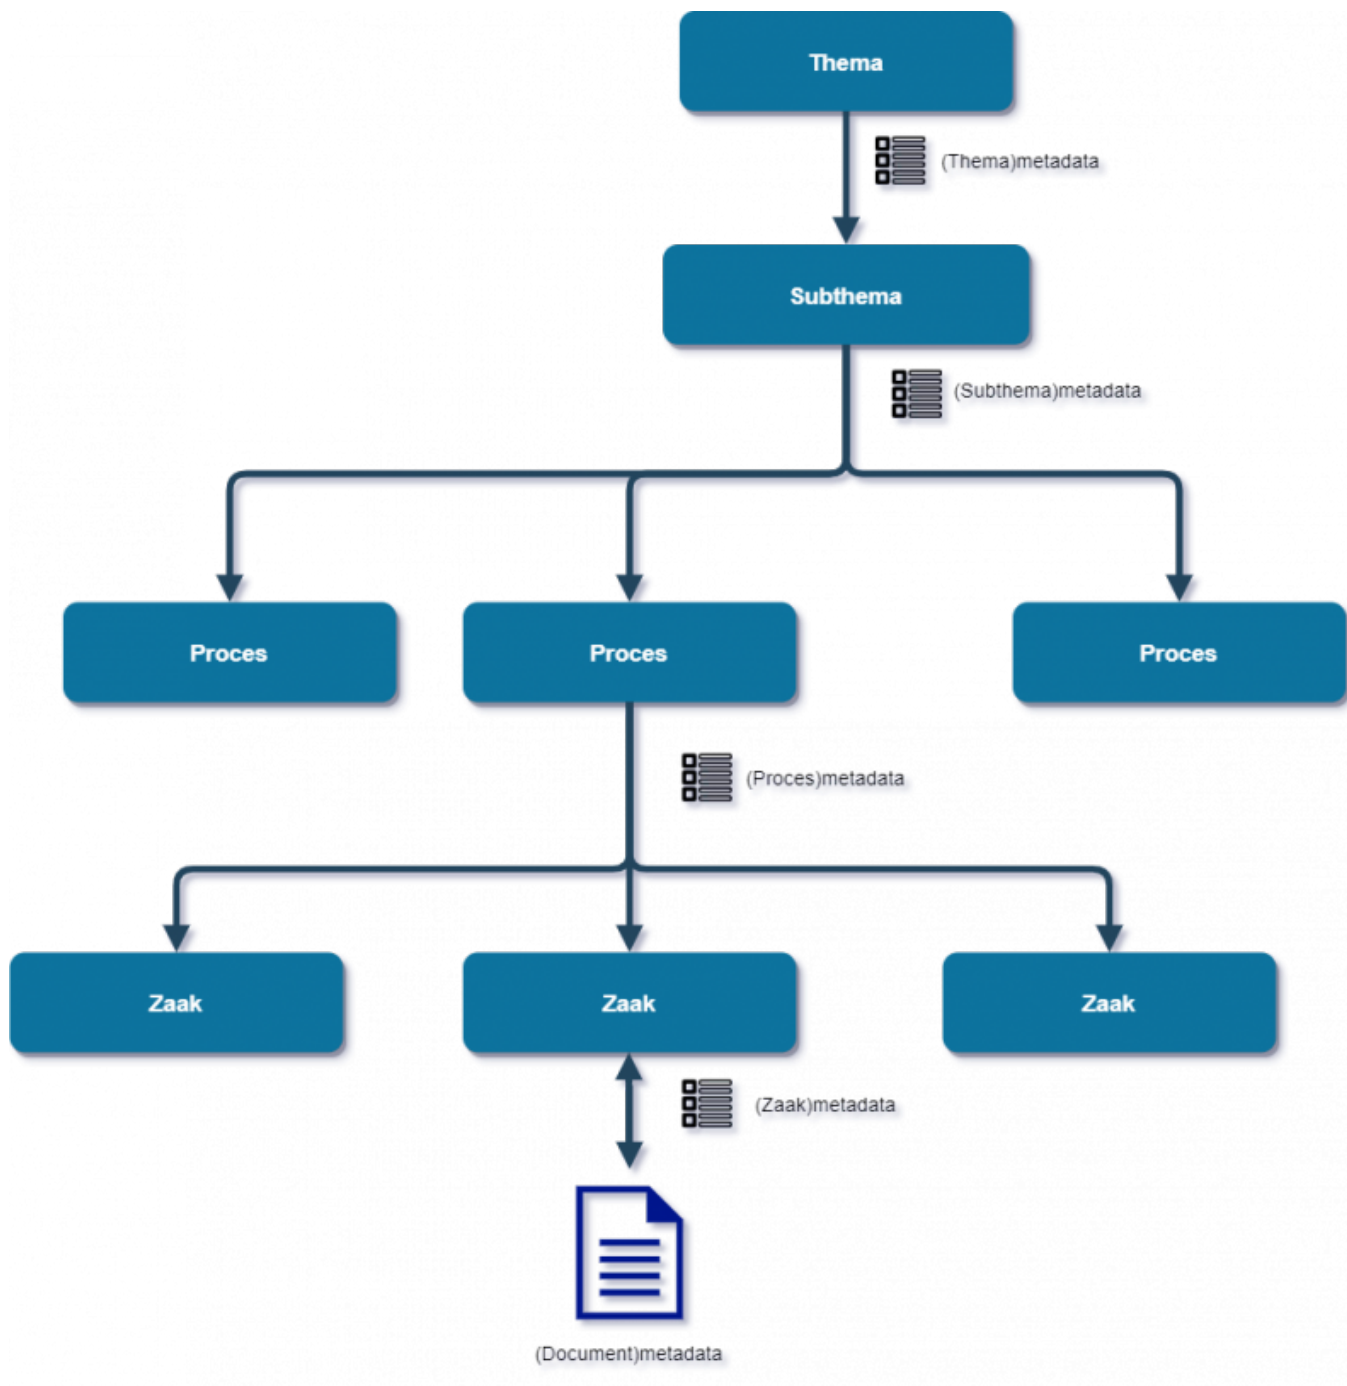 Thema
(Thema)metadata
Subthema
(Subthema)metadata
Proces
Proces
Proces
(Proces)metadata
Zaak
Zaak
Zaak
(Zaak)metadata
(Document)metadata